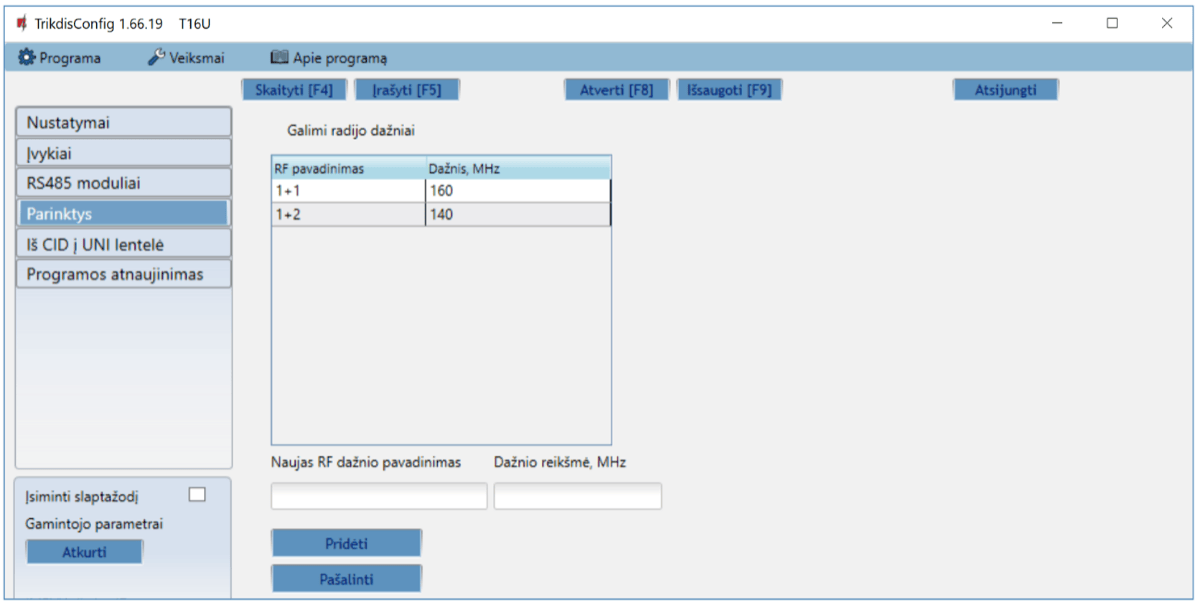 TrikdisConfig 1.66.19 T16U
Programa Veiksmai Apie programą
Skaityti [F4] Įrašyti [F5] Atverti [F8] Išsaugoti [F9] Atsijungti
Nustatymai
Įvykiai
RS485 moduliai
Parinktys
Iš CID į UNI lentelė
Programos atnaujinimas
Galimi radijo dažniai
RF pavadinimas Dažnis, MHz
1+1 160
1+2 140
Naujas RF dažnio pavadinimas Dažnio reikšmė, MHz
Pridėti
Pašalinti
Įsiminti slaptažodį
Gamintojo parametrai
Atkurti